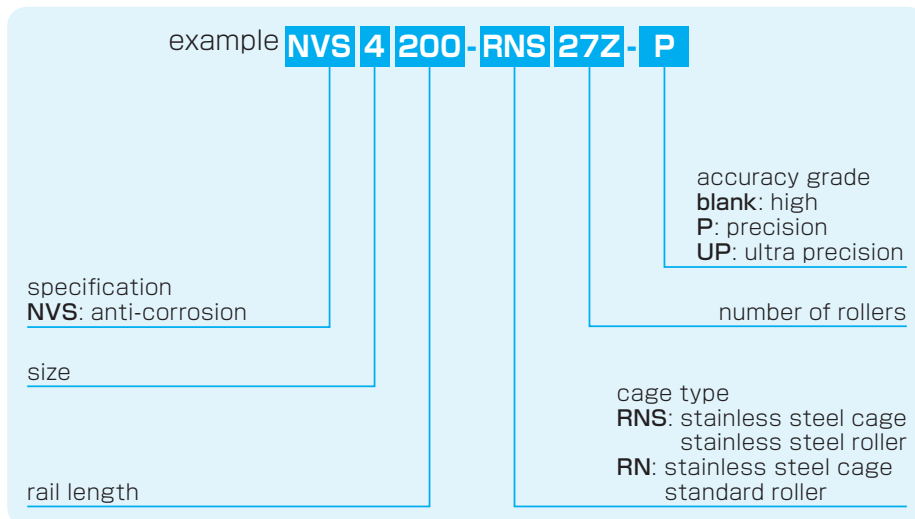 example NVS 4 200 - RNS 27Z - P
accuracy grade
blank: high
P: precision
UP: ultra precision
specification
NVS: anti-corrosion
number of rollers
size
cage type
RNS: stainless steel cage
stainless steel roller
RN: stainless steel cage
standard roller
rail length